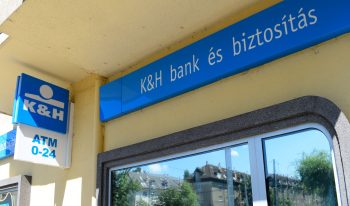 K&H bank és biztosítás
K&H
ATM
0-24